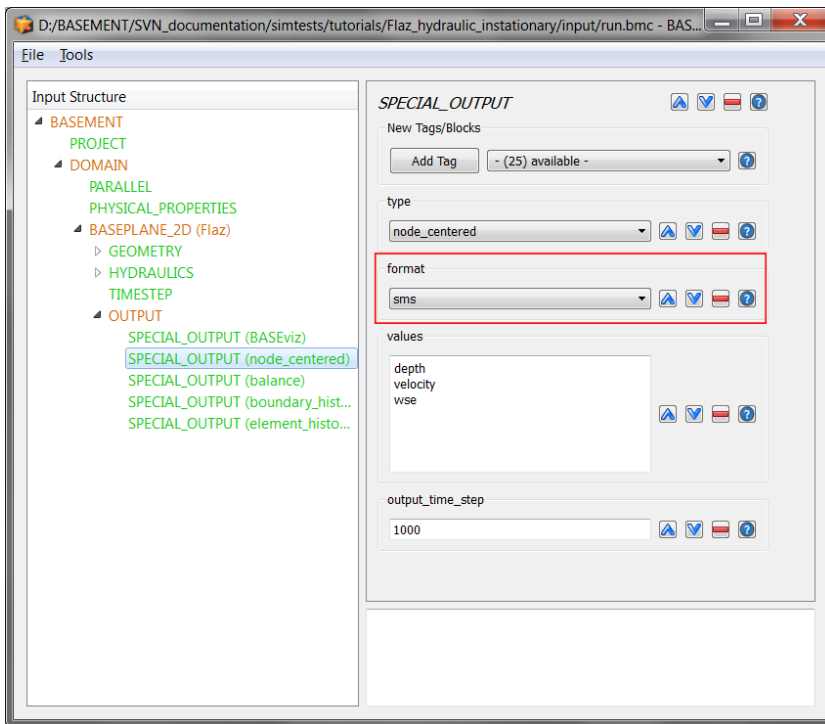 D:/BASEMENT/SVN_documentation/simtests/tutorials/Flaz_hydraulic_instationary/input/run.bmc - BAS...
File Tools
Input Structure
BASEMENT
PROJECT
DOMAIN
PARALLEL
PHYSICAL_PROPERTIES
BASEPLANE_2D (Flaz)
GEOMETRY
HYDRAULICS
TIMESTEP
OUTPUT
SPECIAL_OUTPUT (BASEviz)
SPECIAL_OUTPUT (node_centered)
SPECIAL_OUTPUT (balance)
SPECIAL_OUTPUT (boundary_hist...
SPECIAL_OUTPUT (element_histo...
SPECIAL_OUTPUT
New Tags/Blocks
Add Tag - (25) available -
type
node_centered
format
sms
values
depth
velocity
wse
output_time_step
1000